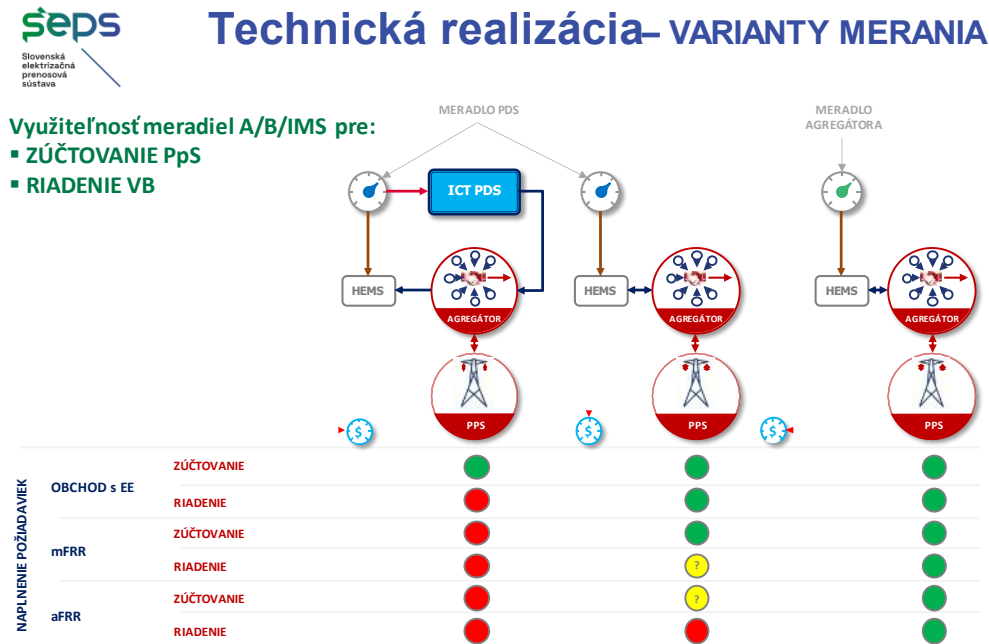 šepş
Slovenská
elektrizačná
prenosová
sústava
Technická realizácia– VARIANTY MERANIA
Využiteľnosť meradiel A/B/IMS pre:
▪ ZÚČTOVANIE PpS
▪ RIADENIE VB
MERADLO PDS
MERADLO
AGREGÁTORA
ICT PDS
HEMS
AGREGÁTOR
HEMS
AGREGÁTOR
HEMS
AGREGÁTOR
PPS
PPS
PPS
$
$
$
NAPLNENIE POŽIADAVIEK
OBCHOD s EE
ZÚČTOVANIE
RIADENIE
mFRR
ZÚČTOVANIE
RIADENIE
?
aFRR
ZÚČTOVANIE
?
RIADENIE